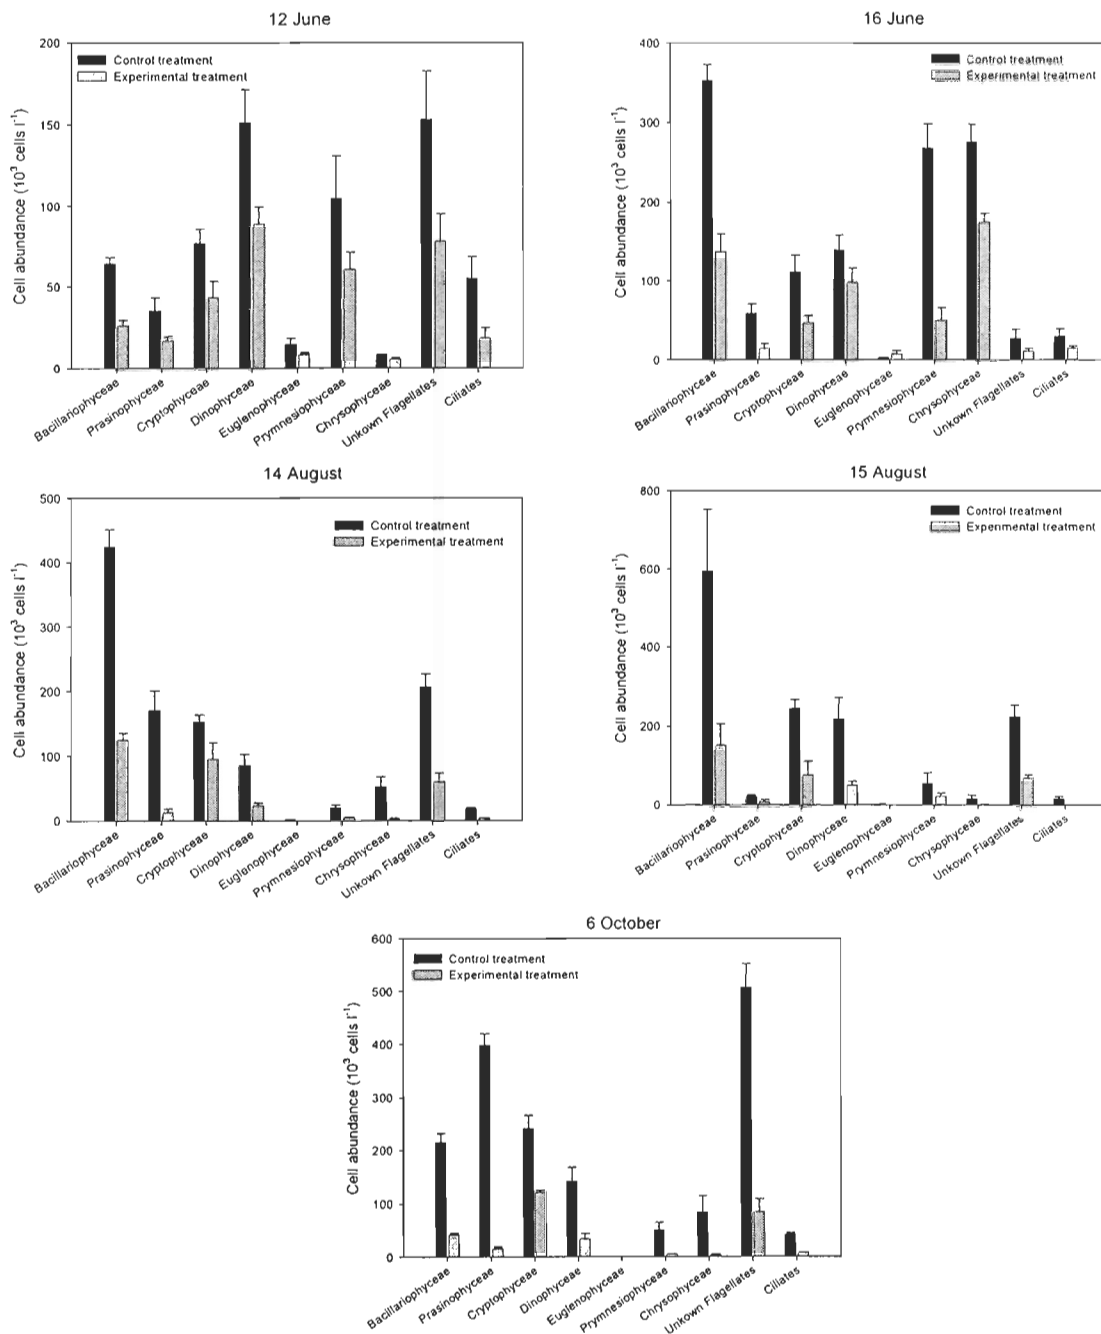 12 June
Cell abundance (10³ cells l⁻¹)
200
150
100
50
0
Control treatment
Experimental treatment
Bacillariophyceae
Prasinophyceae
Cryptophyceae
Dinophyceae
Euglenophyceae
Prymnesiophyceae
Chrysophyceae
Unkown Flagellates
Ciliates
16 June
Cell abundance (10³ cells l⁻¹)
400
300
200
100
0
Control treatment
Experimental treatment
Bacillariophyceae
Prasinophyceae
Cryptophyceae
Dinophyceae
Euglenophyceae
Prymnesiophyceae
Chrysophyceae
Unkown Flagellates
Ciliates
14 August
Cell abundance (10³ cells l⁻¹)
500
400
300
200
100
0
Control treatment
Experimental treatment
Bacillariophyceae
Prasinophyceae
Cryptophyceae
Dinophyceae
Euglenophyceae
Prymnesiophyceae
Chrysophyceae
Unkown Flagellates
Ciliates
15 August
Cell abundance (10³ cells l⁻¹)
800
600
400
200
0
Control treatment
Experimental treatment
Bacillariophyceae
Prasinophyceae
Cryptophyceae
Dinophyceae
Euglenophyceae
Prymnesiophyceae
Chrysophyceae
Unkown Flagellates
Ciliates
6 October
Cell abundance (10³ cells l⁻¹)
600
500
400
300
200
100
0
Control treatment
Experimental treatment
Bacillariophyceae
Prasinophyceae
Cryptophyceae
Dinophyceae
Euglenophyceae
Prymnesiophyceae
Chrysophyceae
Unkown Flagellates
Ciliates